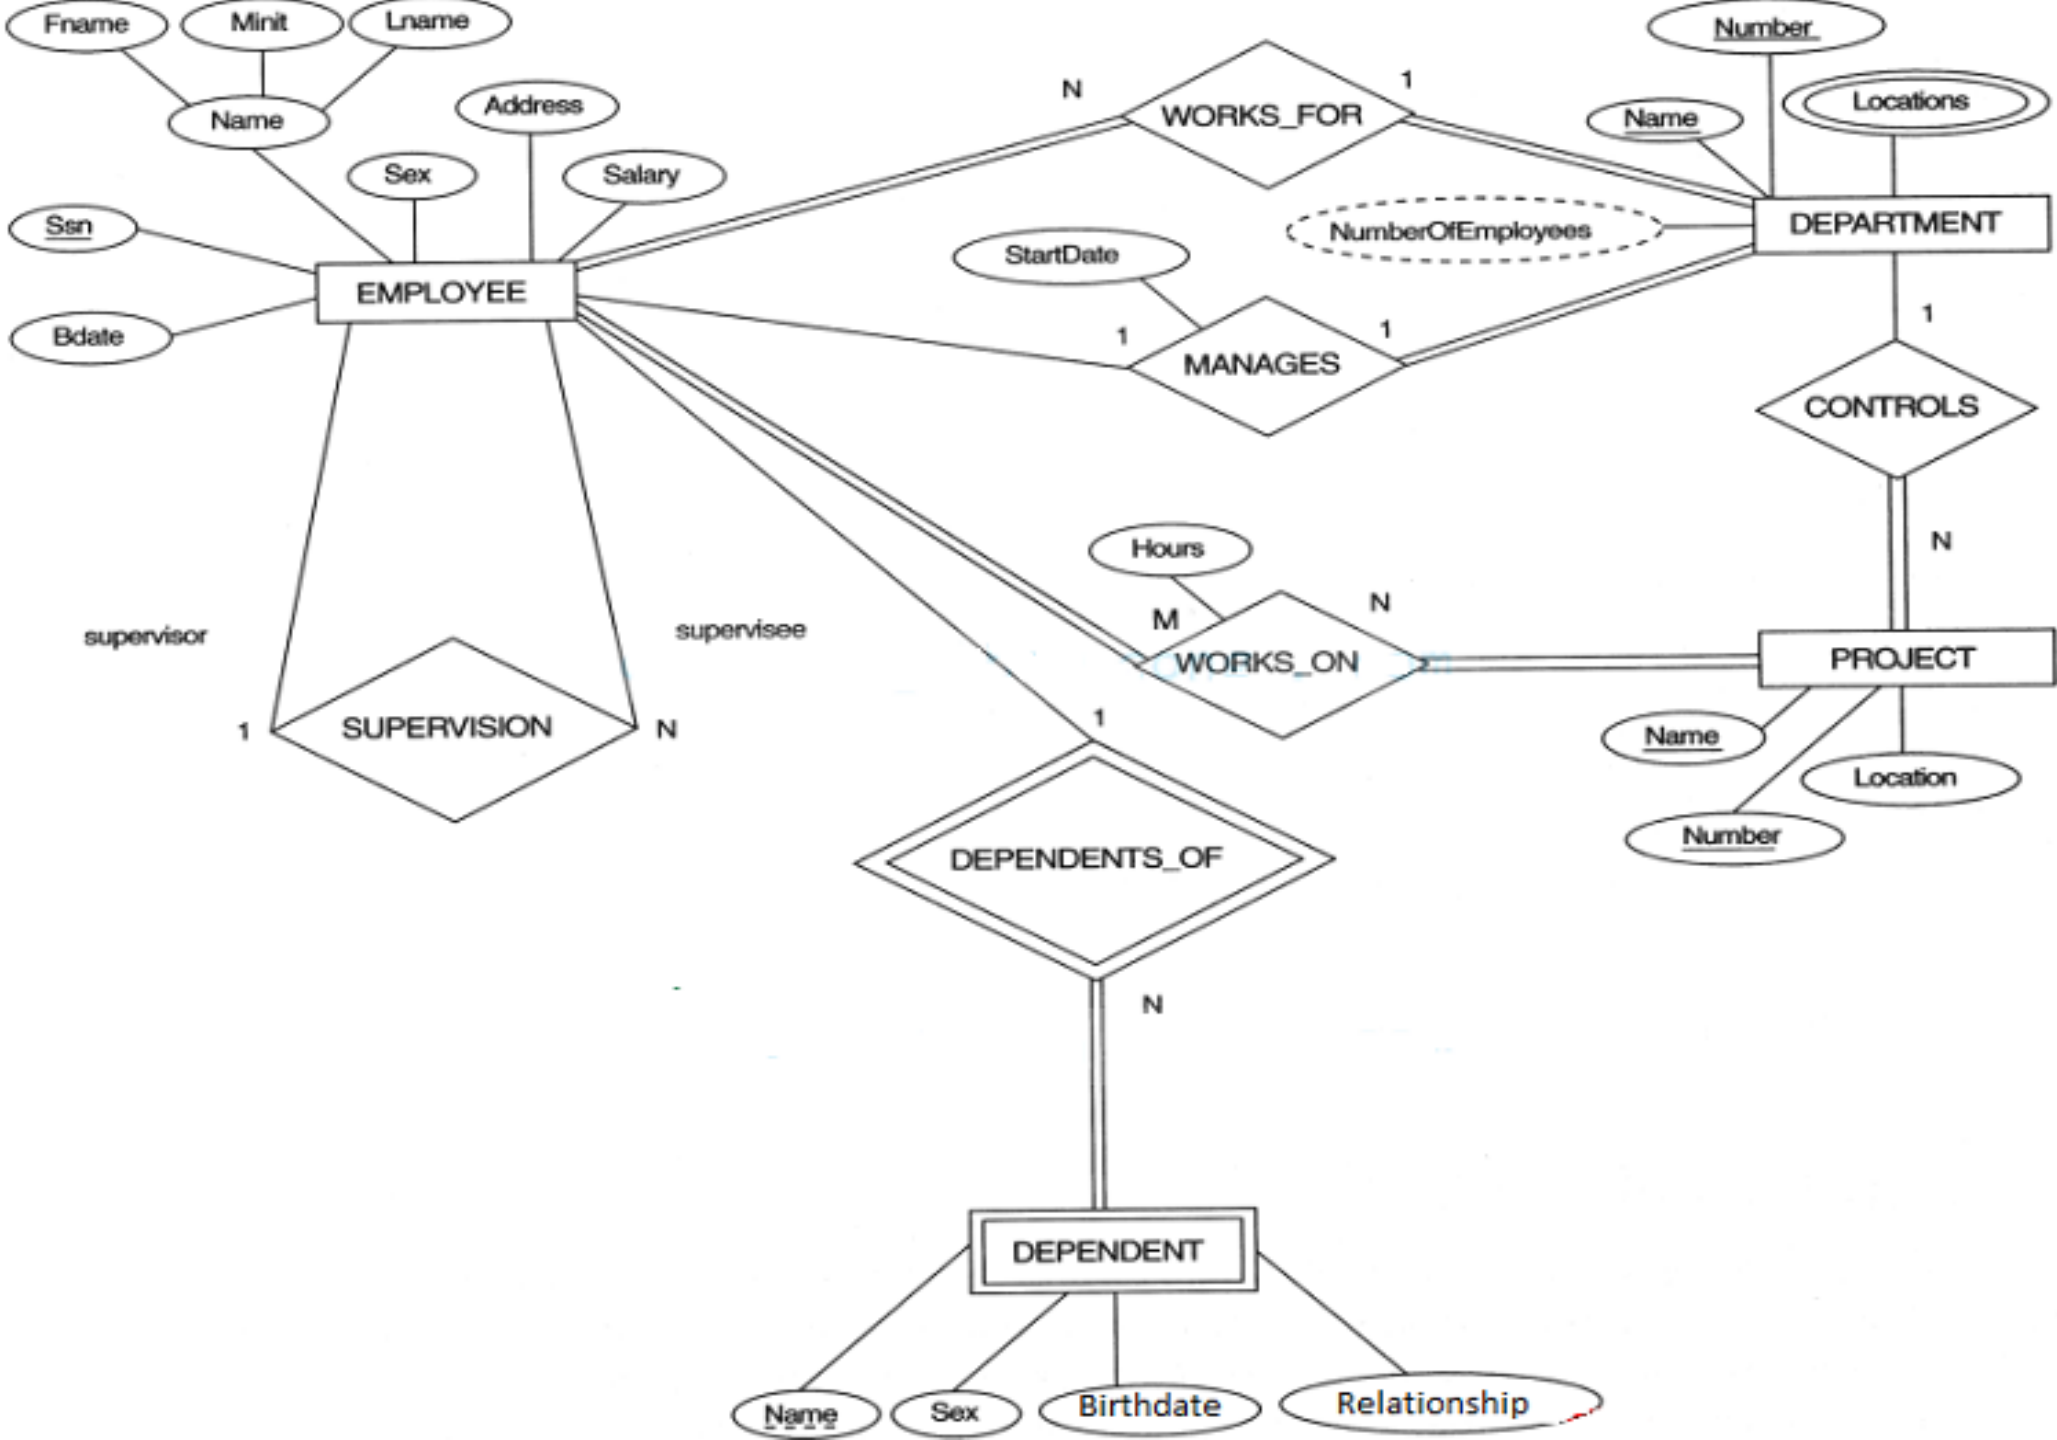 Fname
Minit
Lname
Number
Name
Address
N
WORKS_FOR
1
Name
Locations
Sex
Salary
Ssn
NumberOfEmployees
DEPARTMENT
StartDate
EMPLOYEE
Bdate
1
MANAGES
1
1
CONTROLS
Hours
N
M
N
supervisor
supervisee
WORKS_ON
PROJECT
1
SUPERVISION
N
1
Name
Location
Number
DEPENDENTS_OF
N
DEPENDENT
Name
Sex
Birthdate
Relationship